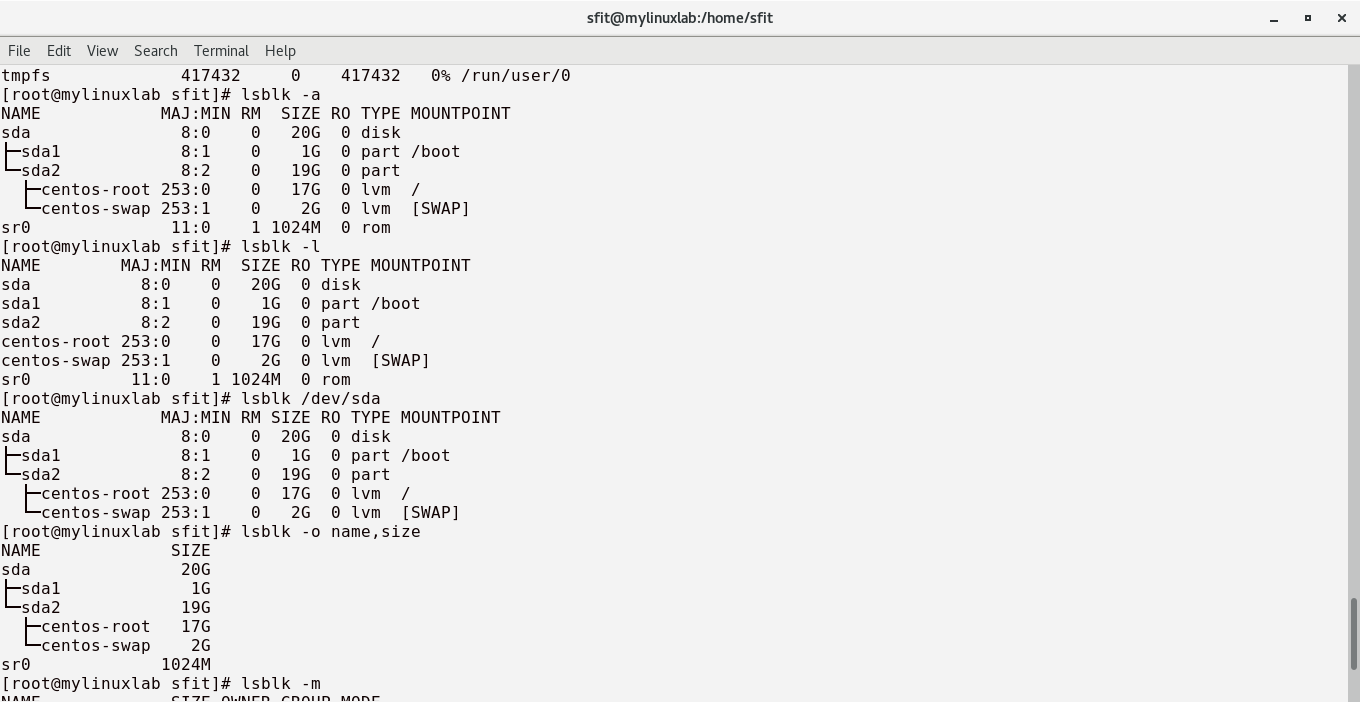 sfit@mylinuxlab:/home/sfit
File Edit View Search Terminal Help
tmpfs             417432     0    417432   0% /run/user/0
[root@mylinuxlab sfit]# lsblk -a
NAME            MAJ:MIN RM  SIZE RO TYPE MOUNTPOINT
sda               8:0    0   20G  0 disk
├─sda1            8:1    0    1G  0 part /boot
└─sda2            8:2    0   19G  0 part
  ├─centos-root 253:0    0   17G  0 lvm  /
  └─centos-swap 253:1    0    2G  0 lvm  [SWAP]
sr0              11:0    1 1024M  0 rom
[root@mylinuxlab sfit]# lsblk -l
NAME        MAJ:MIN RM  SIZE RO TYPE MOUNTPOINT
sda           8:0    0   20G  0 disk
sda1          8:1    0    1G  0 part /boot
sda2          8:2    0   19G  0 part
centos-root 253:0    0   17G  0 lvm  /
centos-swap 253:1    0    2G  0 lvm  [SWAP]
sr0          11:0    1 1024M  0 rom
[root@mylinuxlab sfit]# lsblk /dev/sda
NAME            MAJ:MIN RM SIZE RO TYPE MOUNTPOINT
sda               8:0    0  20G  0 disk
├─sda1            8:1    0   1G  0 part /boot
└─sda2            8:2    0  19G  0 part
  ├─centos-root 253:0    0  17G  0 lvm  /
  └─centos-swap 253:1    0   2G  0 lvm  [SWAP]
[root@mylinuxlab sfit]# lsblk -o name,size
NAME             SIZE
sda               20G
├─sda1             1G
└─sda2            19G
  ├─centos-root   17G
  └─centos-swap    2G
sr0             1024M
[root@mylinuxlab sfit]# lsblk -m
NAME             SIZE OWNER GROUP MODE